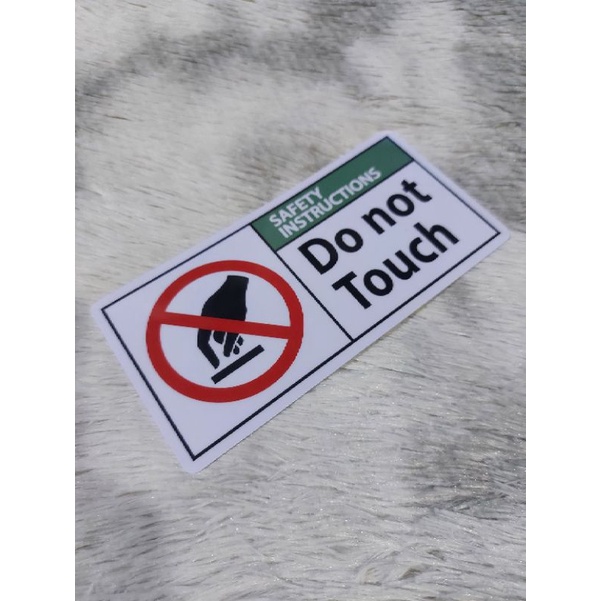 SAFETY
INSTRUCTIONS
Do not
Touch